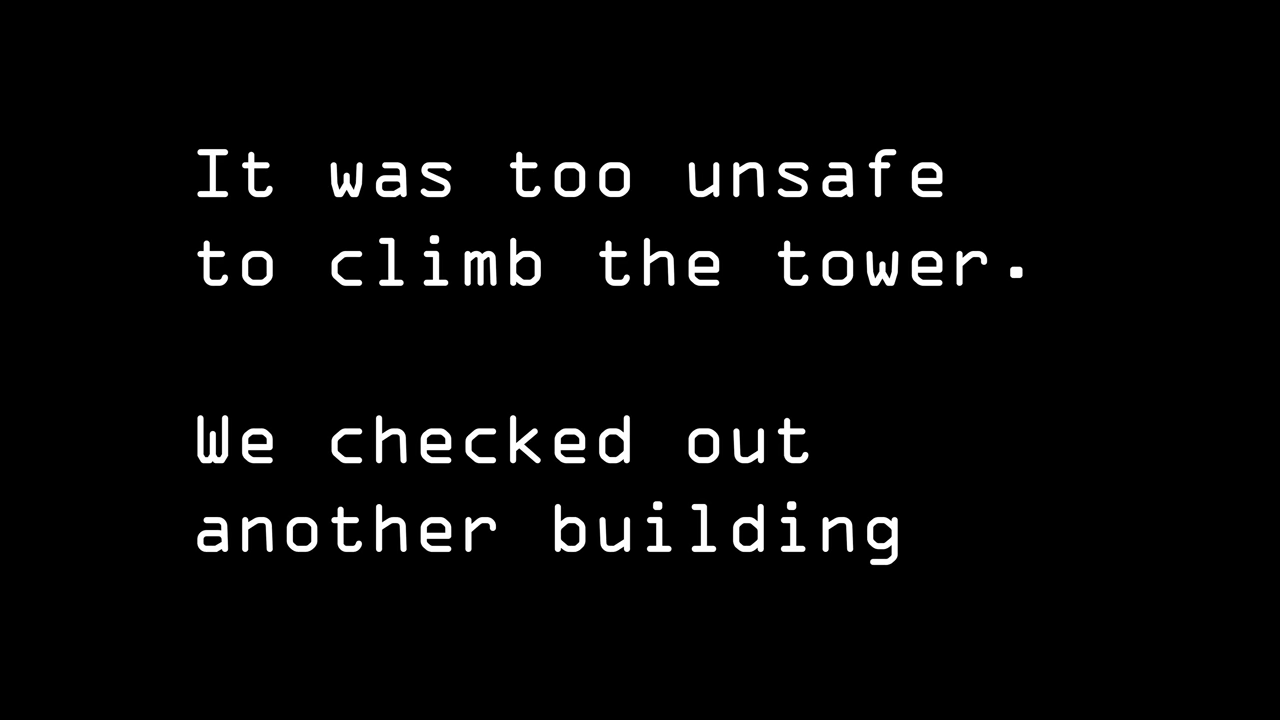 It was too unsafe
to climb the tower.
We checked out
another building